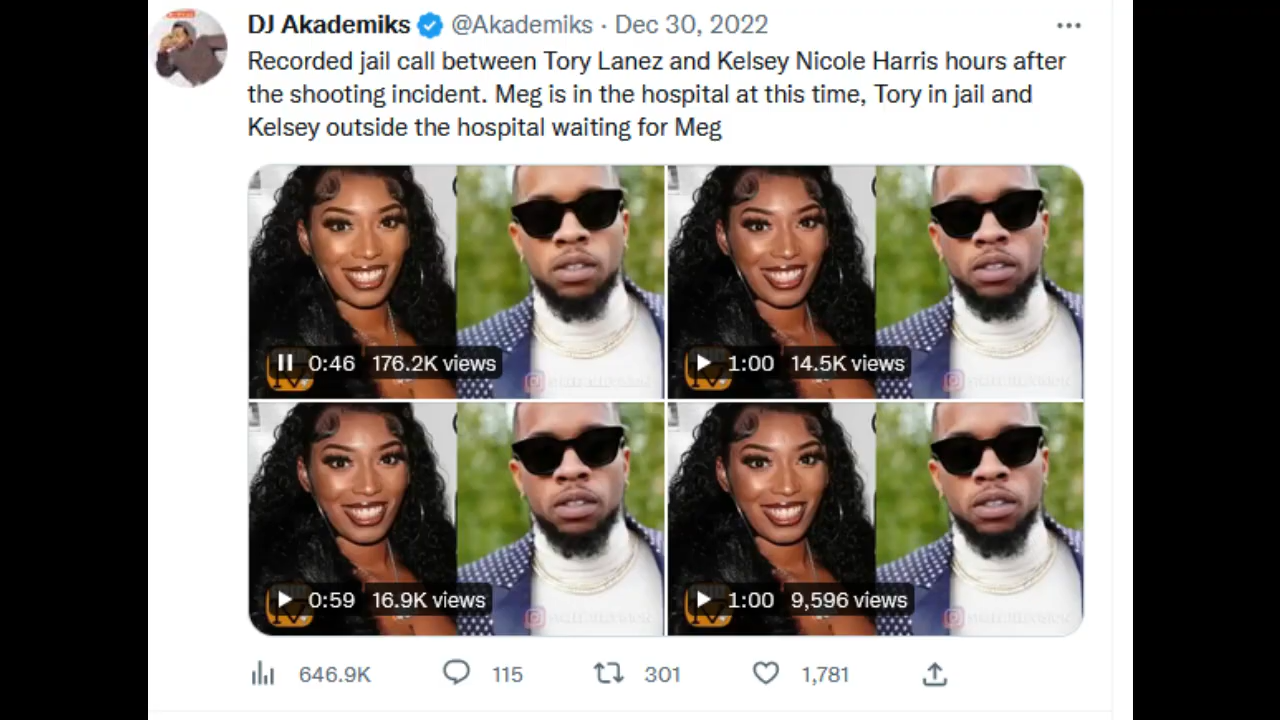 DJ Akademiks @Akademiks · Dec 30, 2022
Recorded jail call between Tory Lanez and Kelsey Nicole Harris hours after
the shooting incident. Meg is in the hospital at this time, Tory in jail and
Kelsey outside the hospital waiting for Meg
0:46 176.2K views
1:00 14.5K views
0:59 16.9K views
1:00 9,596 views
646.9K 115 301 1,781